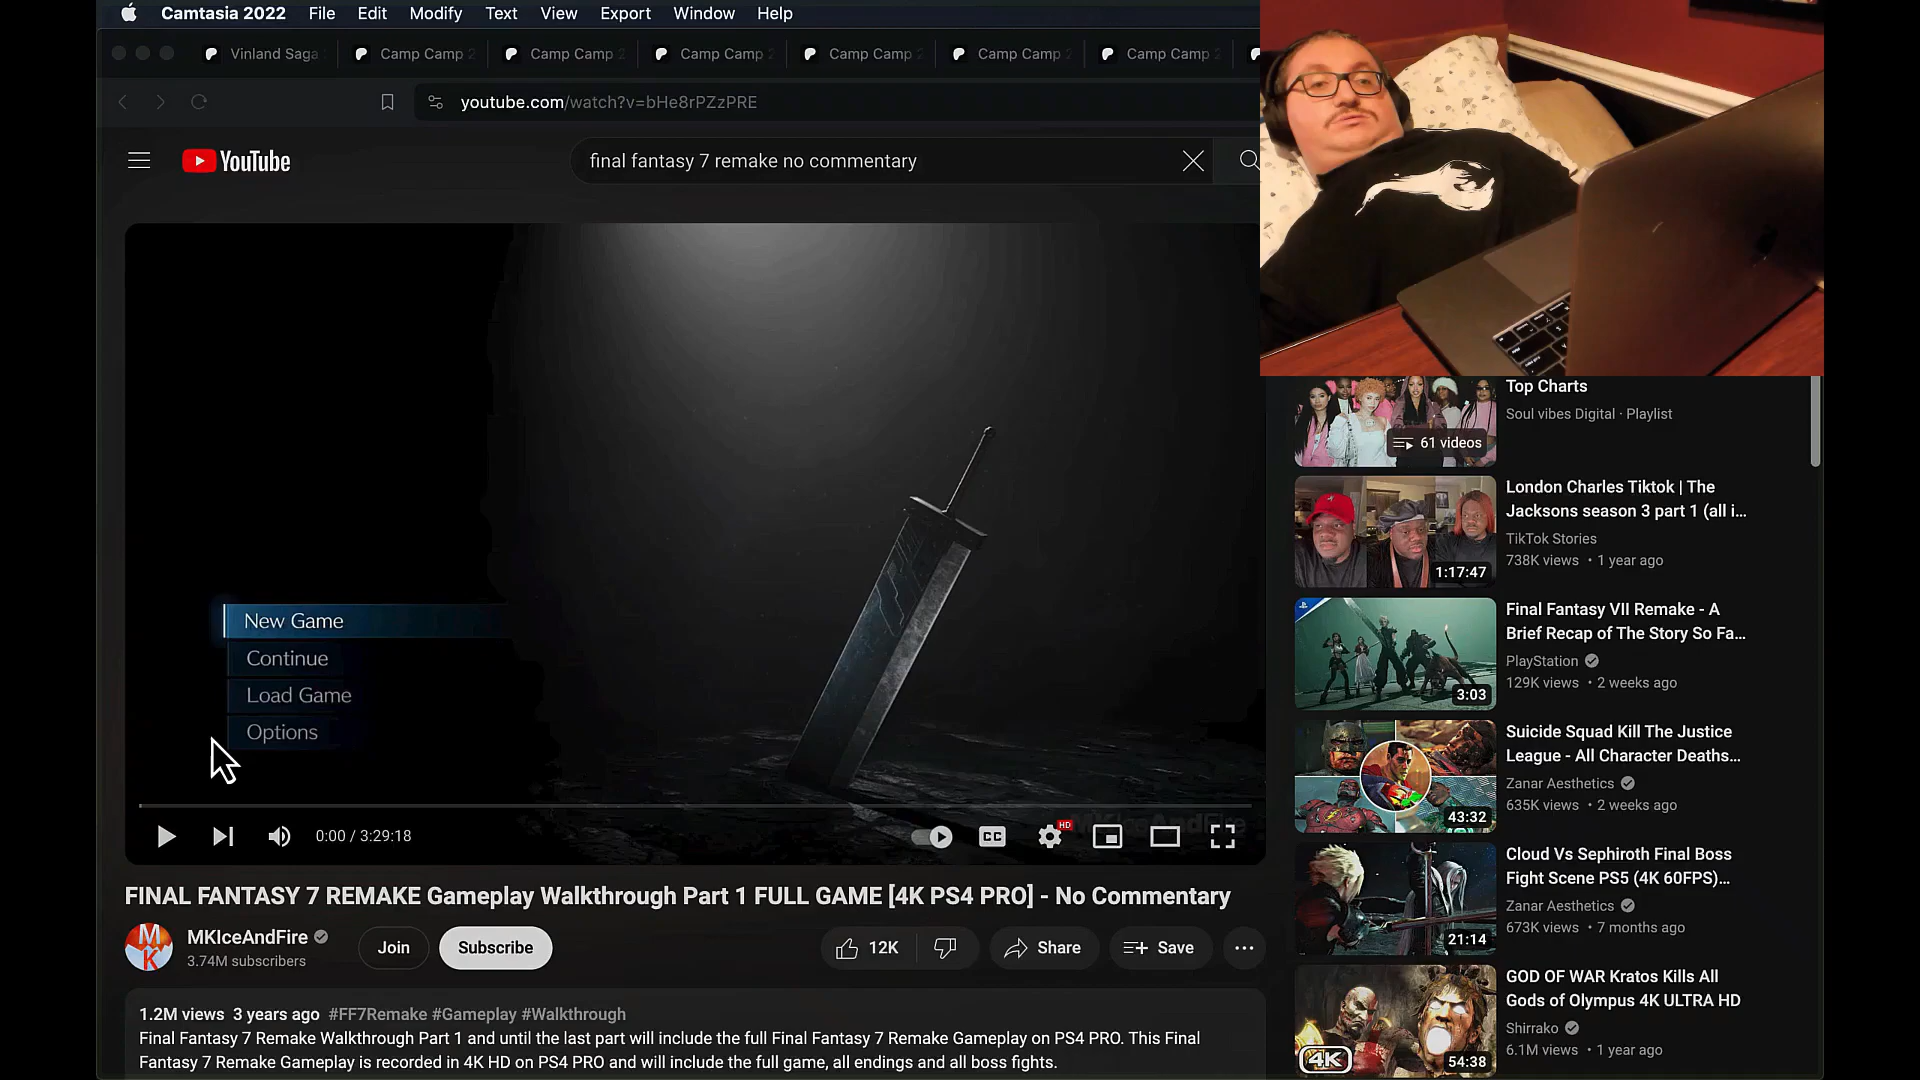 Camtasia 2022 File Edit Modify Text View Export Window Help
Vinland Saga Camp Camp 2 Camp Camp 2 Camp Camp 2 Camp Camp 2 Camp Camp 2 Camp Camp 2
youtube.com/watch?v=bHe8rPZzPRE
YouTube
final fantasy 7 remake no commentary
New Game
Continue
Load Game
Options
0:00 / 3:29:18
CC
HD
FINAL FANTASY 7 REMAKE Gameplay Walkthrough Part 1 FULL GAME [4K PS4 PRO] - No Commentary
MK
MKIceAndFire
3.74M subscribers
Join
Subscribe
12K
Share
Save
1.2M views 3 years ago #FF7Remake #Gameplay #Walkthrough
Final Fantasy 7 Remake Walkthrough Part 1 and until the last part will include the full Final Fantasy 7 Remake Gameplay on PS4 PRO. This Final
Fantasy 7 Remake Gameplay is recorded in 4K HD on PS4 PRO and will include the full game, all endings and all boss fights.
Top Charts
Soul vibes Digital · Playlist
61 videos
London Charles Tiktok | The
Jacksons season 3 part 1 (all i...
TikTok Stories
738K views • 1 year ago
1:17:47
Final Fantasy VII Remake - A
Brief Recap of The Story So Fa...
PlayStation
129K views • 2 weeks ago
3:03
Suicide Squad Kill The Justice
League - All Character Deaths...
Zanar Aesthetics
635K views • 2 weeks ago
43:32
Cloud Vs Sephiroth Final Boss
Fight Scene PS5 (4K 60FPS)...
Zanar Aesthetics
673K views • 7 months ago
21:14
GOD OF WAR Kratos Kills All
Gods of Olympus 4K ULTRA HD
Shirrako
6.1M views • 1 year ago
4K
54:38